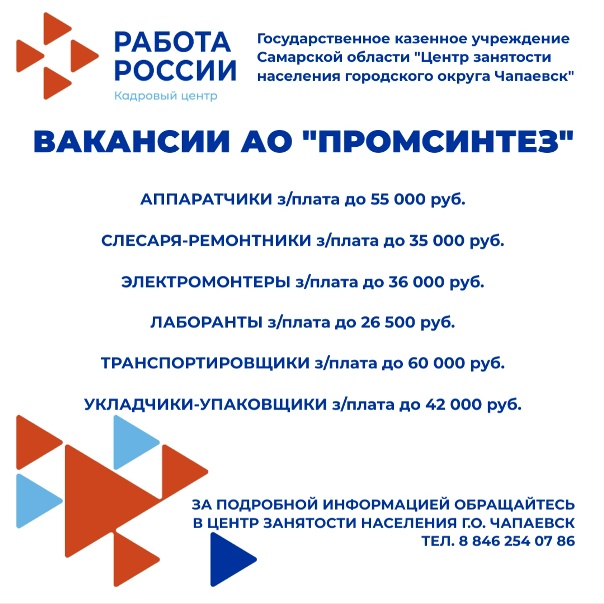 РАБОТА
РОССИИ
Кадровый центр
Государственное казенное учреждение
Самарской области "Центр занятости
населения городского округа Чапаевск"
ВАКАНСИИ АО "ПРОМСИНТЕЗ"
АППАРАТЧИКИ з/плата до 55 000 руб.
СЛЕСАРЯ-РЕМОНТНИКИ з/плата до 35 000 руб.
ЭЛЕКТРОМОНТЕРЫ з/плата до 36 000 руб.
ЛАБОРАНТЫ з/плата до 26 500 руб.
ТРАНСПОРТИРОВЩИКИ з/плата до 60 000 руб.
УКЛАДЧИКИ-УПАКОВЩИКИ з/плата до 42 000 руб.
ЗА ПОДРОБНОЙ ИНФОРМАЦИЕЙ ОБРАЩАЙТЕСЬ
В ЦЕНТР ЗАНЯТОСТИ НАСЕЛЕНИЯ Г.О. ЧАПАЕВСК
ТЕЛ. 8 846 254 07 86